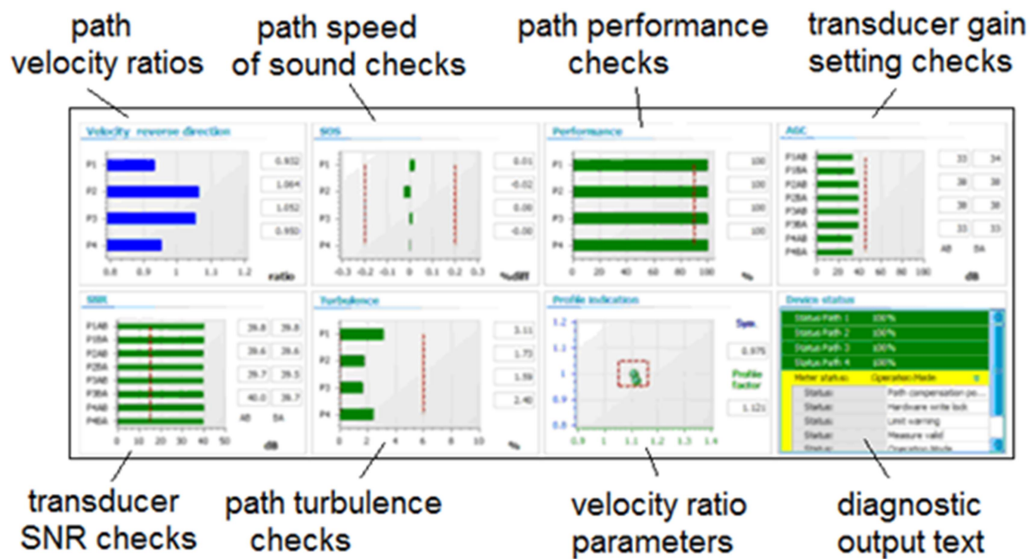 path
velocity ratios
path speed
of sound checks
path performance
checks
transducer gain
setting checks
Velocity reverse direction
P1
P2
P3
P4
0.932
1.064
1.052
0.950
0.8 0.9 1 1.1 1.2
ratio
SOS
P1
P2
P3
P4
0.01
-0.02
0.00
-0.00
-0.3 -0.2 -0.1 0 0.1 0.2 0.3
%diff
Performance
P1
P2
P3
P4
100
100
100
100
0 20 40 60 80 100
%
AGC
P1AB
P1BA
P2AB
P2BA
P3AB
P3BA
P4AB
P4BA
33 34
38 38
38 38
33 33
AB BA
0 20 40 60 80 100
dB
SNR
P1AB
P1BA
P2AB
P2BA
P3AB
P3BA
P4AB
P4BA
39.8 39.8
39.6 39.6
39.7 39.5
40.0 39.7
AB BA
0 10 20 30 40 50
dB
Turbulence
P1
P2
P3
P4
3.11
1.73
1.59
2.40
0 2 4 6 8 10
%
Profile indication
1.2
1.1
1
0.9
0.8
0.9 1 1.1 1.2 1.3 1.4
Sym.
0.975
Profile
factor
1.121
Device status
Status Path 1 100%
Status Path 2 100%
Status Path 3 100%
Status Path 4 100%
Meter status: Operation Mode
Status: Path compensation po...
Status: Hardware write lock
Status: Limit warning
Status: Measure valid
Status: Operation Mode
transducer
SNR checks
path turbulence
checks
velocity ratio
parameters
diagnostic
output text